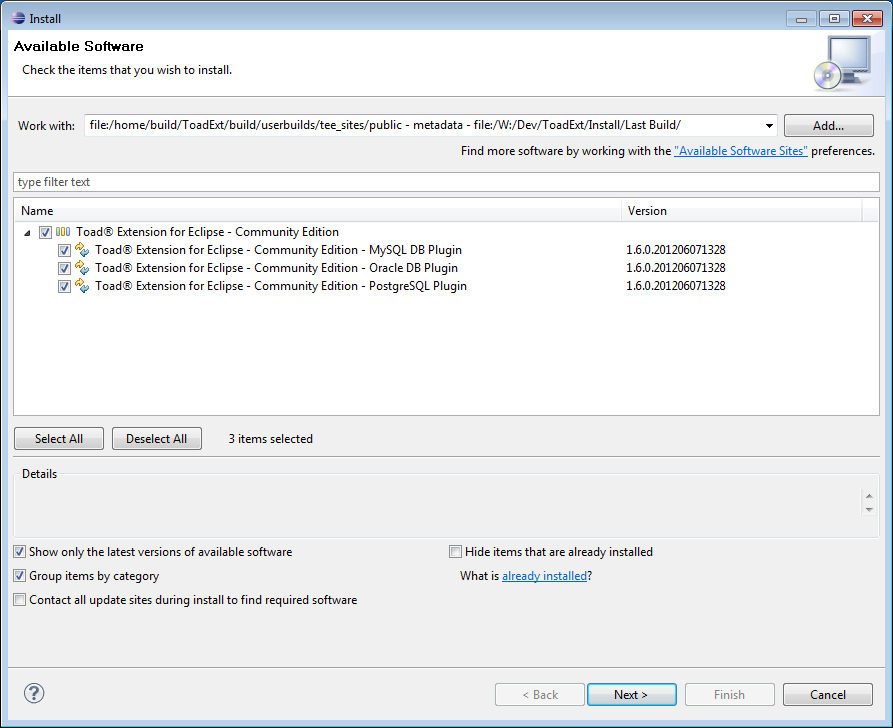 Install
Available Software
Check the items that you wish to install.
Work with: file:/home/build/ToadExt/build/userbuilds/tee_sites/public - metadata - file:/W:/Dev/ToadExt/Install/Last Build/ Add...
Find more software by working with the "Available Software Sites" preferences.
type filter text
Name Version
Toad® Extension for Eclipse - Community Edition
Toad® Extension for Eclipse - Community Edition - MySQL DB Plugin 1.6.0.201206071328
Toad® Extension for Eclipse - Community Edition - Oracle DB Plugin 1.6.0.201206071328
Toad® Extension for Eclipse - Community Edition - PostgreSQL Plugin 1.6.0.201206071328
Select All Deselect All 3 items selected
Details
Show only the latest versions of available software Hide items that are already installed
Group items by category What is already installed?
Contact all update sites during install to find required software
? < Back Next > Finish Cancel